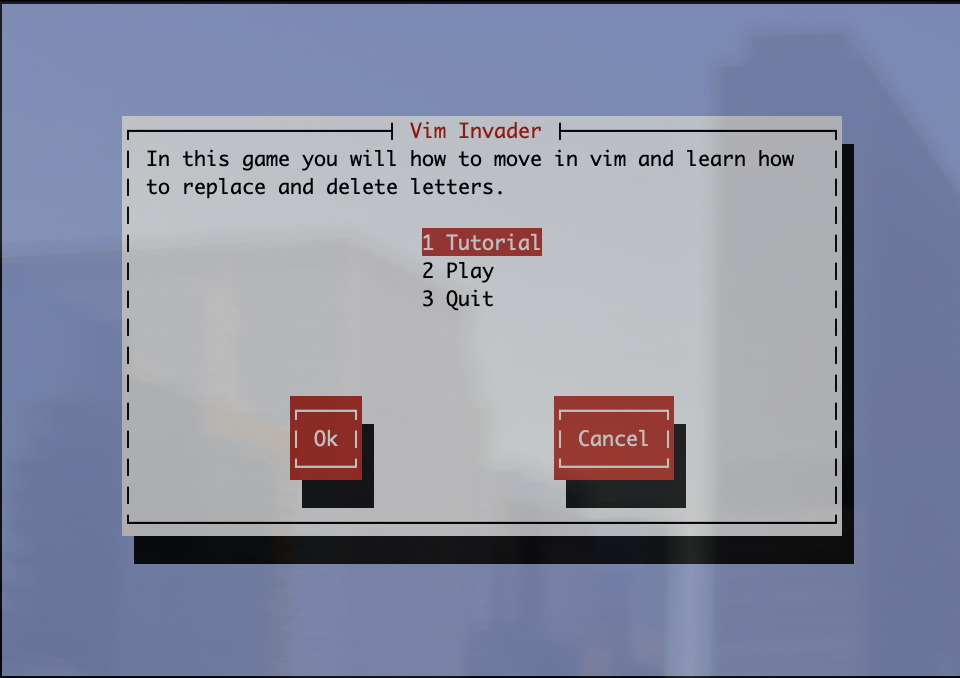 Vim Invader
In this game you will how to move in vim and learn how
to replace and delete letters.
1 Tutorial
2 Play
3 Quit
Ok
Cancel